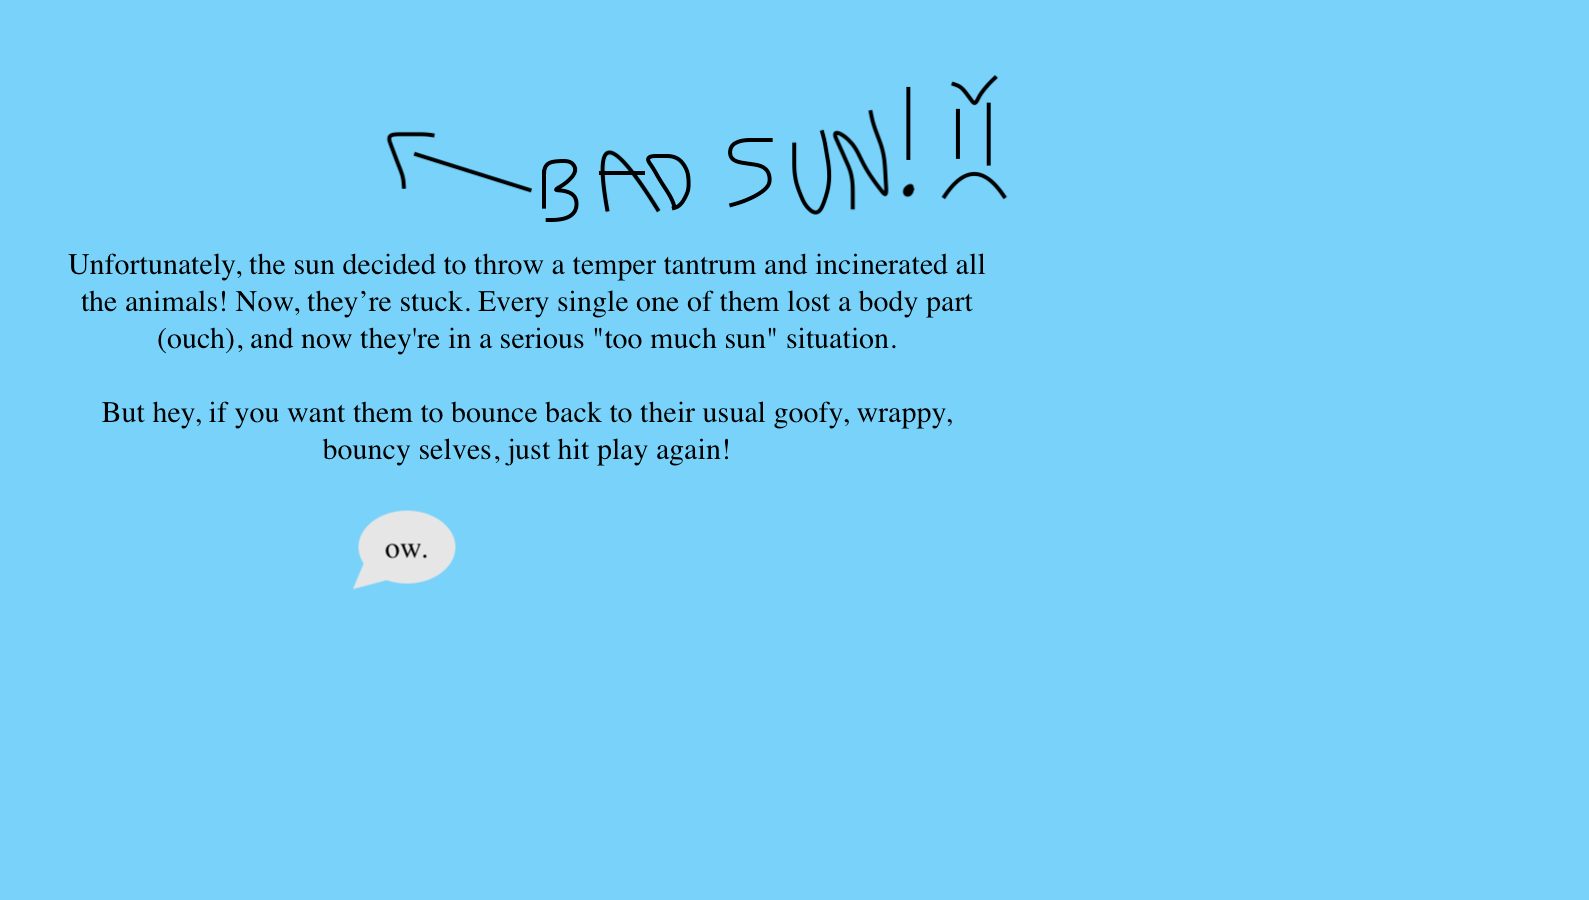 BAD SUN!
Unfortunately, the sun decided to throw a temper tantrum and incinerated all
the animals! Now, they’re stuck. Every single one of them lost a body part
(ouch), and now they're in a serious "too much sun" situation.
But hey, if you want them to bounce back to their usual goofy, wrappy,
bouncy selves, just hit play again!
ow.